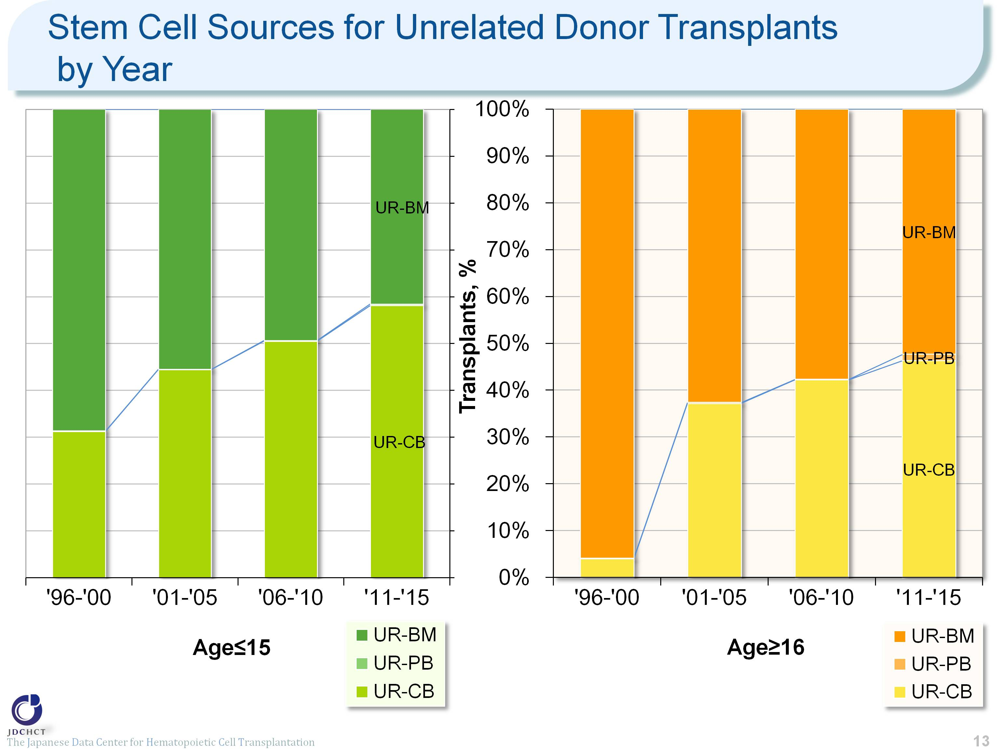 Stem Cell Sources for Unrelated Donor Transplants
by Year
UR-BM
UR-CB
'96-'00
'01-'05
'06-'10
'11-'15
Age≤15
UR-BM
UR-PB
UR-CB
Transplants, %
100%
90%
80%
70%
60%
50%
40%
30%
20%
10%
0%
UR-BM
UR-PB
UR-CB
'96-'00
'01-'05
'06-'10
'11-'15
Age≥16
UR-BM
UR-PB
UR-CB
JDCHCT
The Japanese Data Center for Hematopoietic Cell Transplantation
13